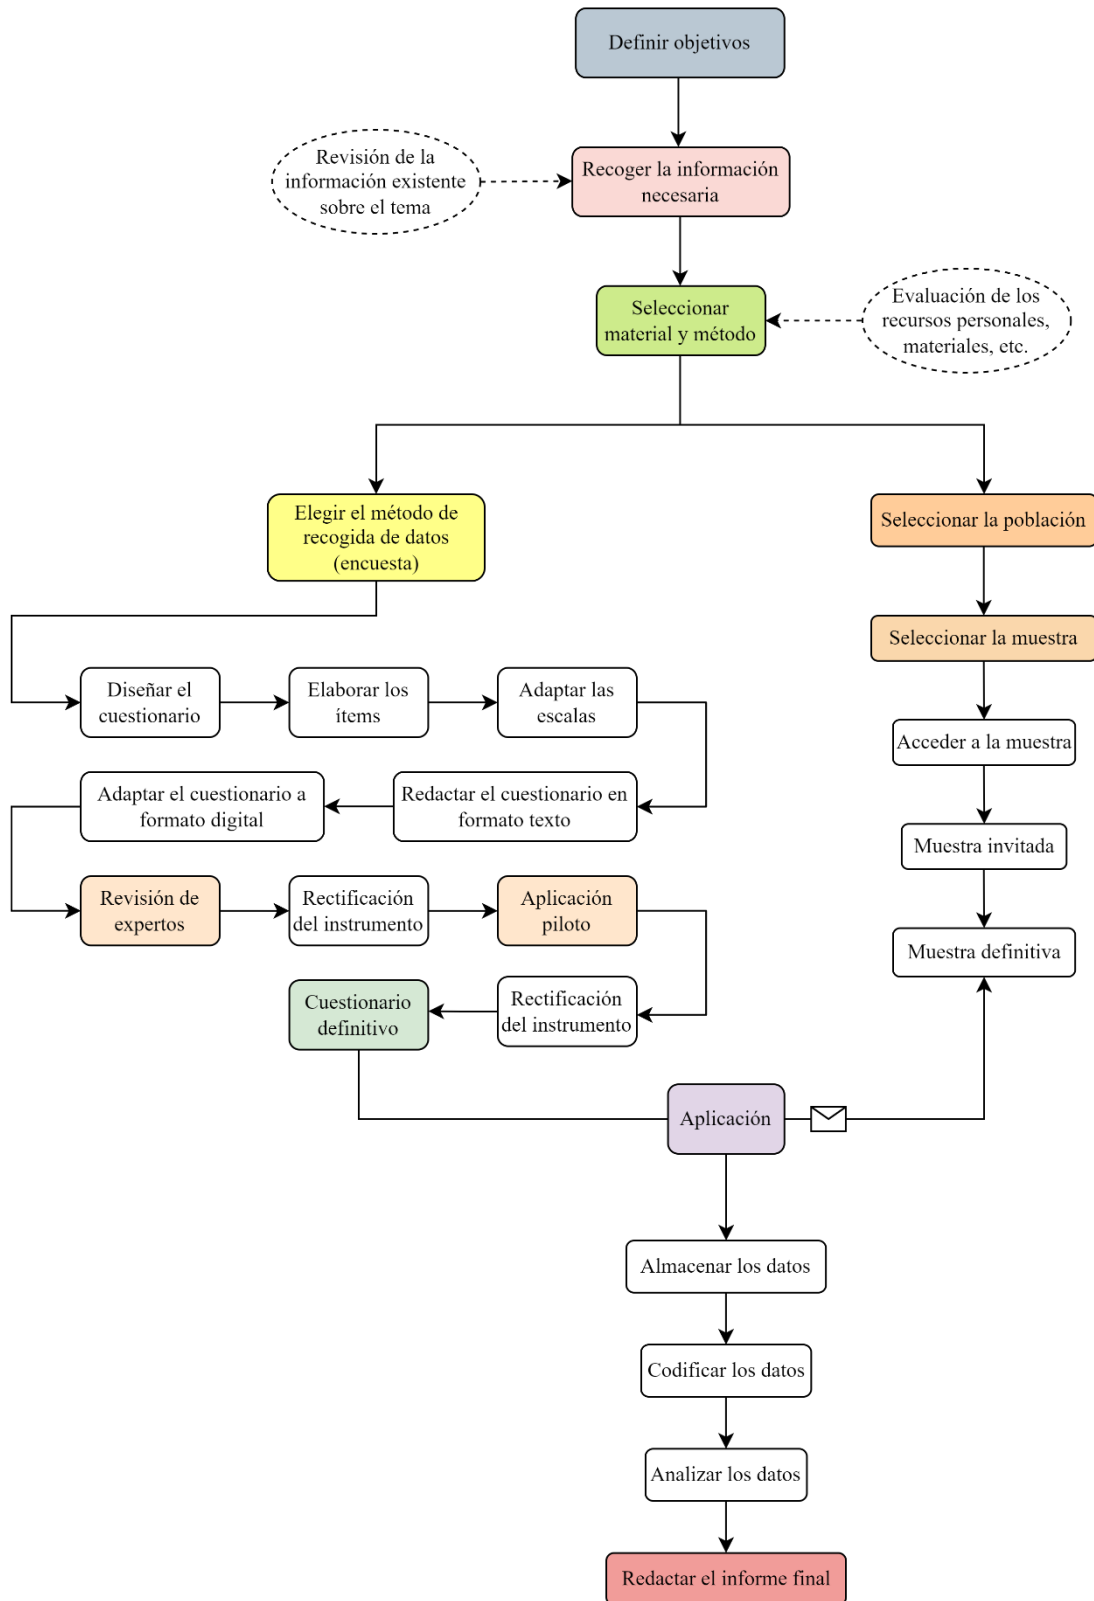 Definir objetivos
Revisión de la
información existente
sobre el tema
Recoger la información
necesaria
Seleccionar
material y método
Evaluación de los
recursos personales,
materiales, etc.
Elegir el método de
recogida de datos
(encuesta)
Seleccionar la población
Seleccionar la muestra
Diseñar el
cuestionario
Elaborar los
ítems
Adaptar las
escalas
Acceder a la muestra
Adaptar el cuestionario a
formato digital
Redactar el cuestionario en
formato texto
Muestra invitada
Revisión de
expertos
Rectificación
del instrumento
Aplicación
piloto
Muestra definitiva
Cuestionario
definitivo
Rectificación
del instrumento
Aplicación
Almacenar los datos
Codificar los datos
Analizar los datos
Redactar el informe final